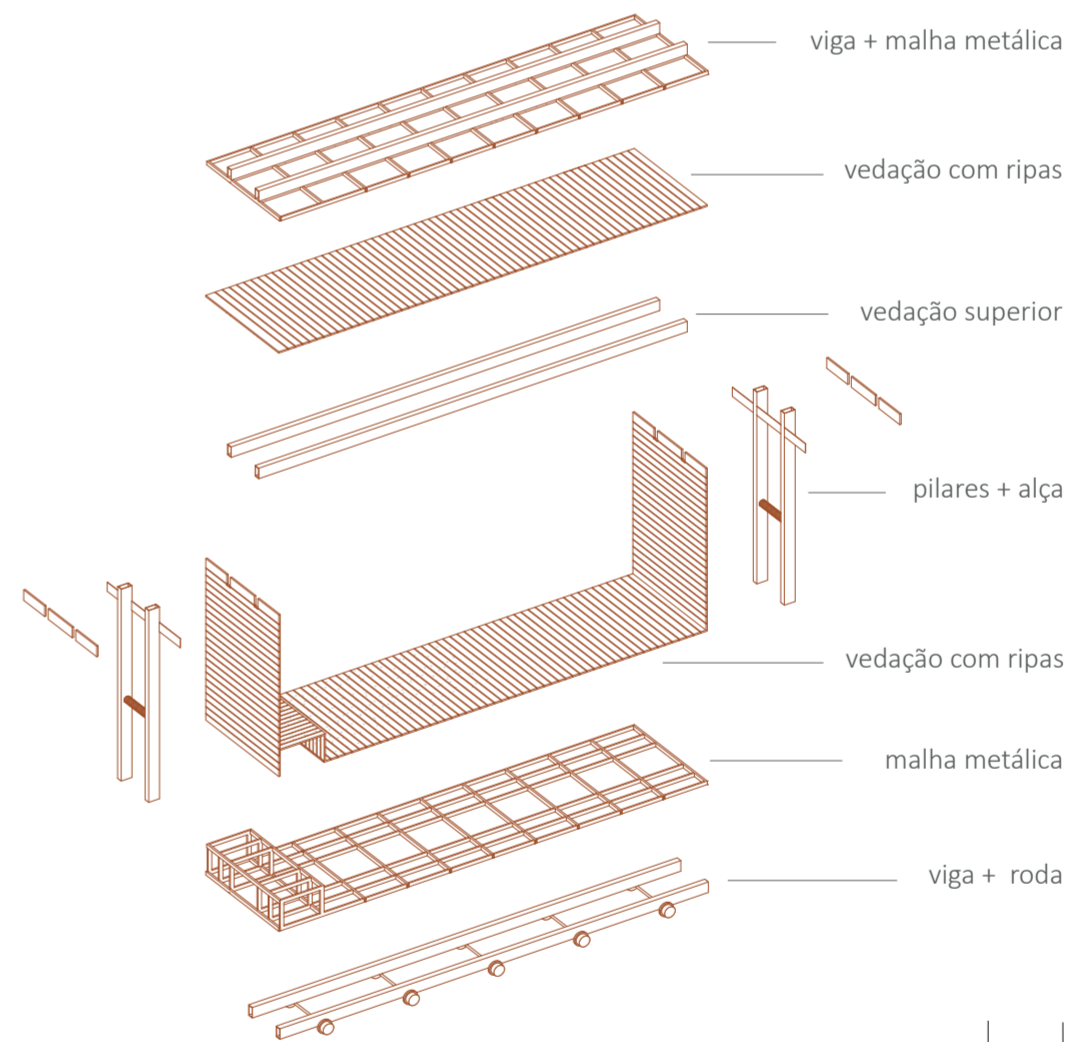 viga + malha metálica
vedação com ripas
vedação superior
pilares + alça
vedação com ripas
malha metálica
viga + roda